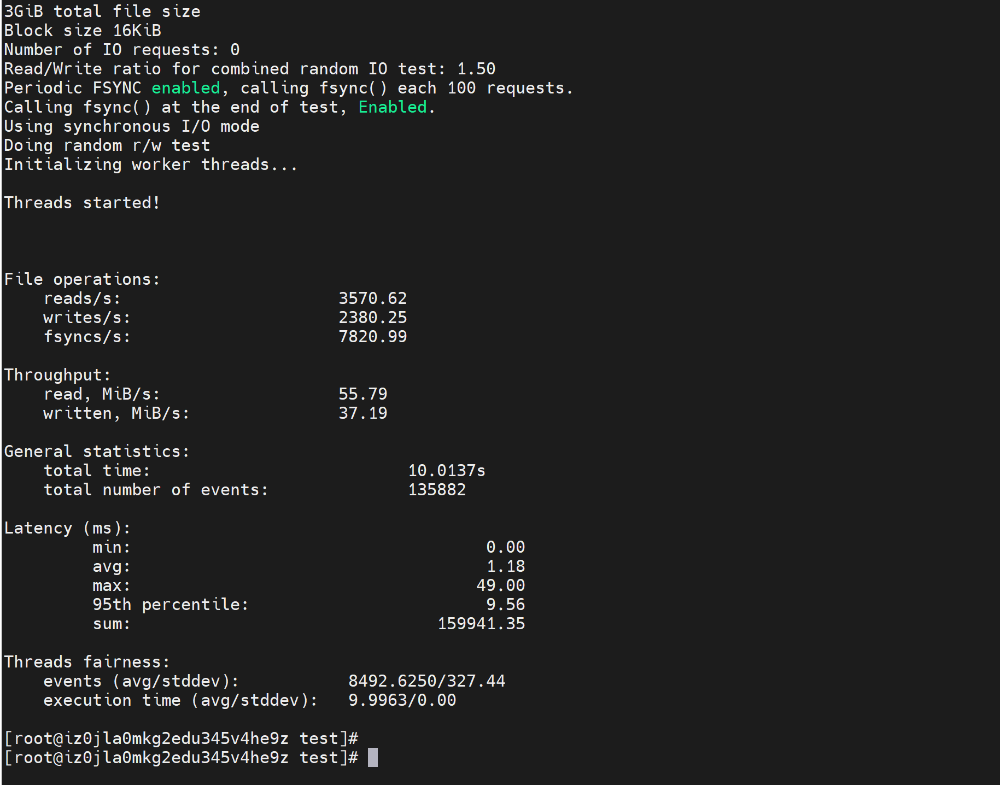 3GiB total file size
Block size 16KiB
Number of IO requests: 0
Read/Write ratio for combined random IO test: 1.50
Periodic FSYNC enabled, calling fsync() each 100 requests.
Calling fsync() at the end of test, Enabled.
Using synchronous I/O mode
Doing random r/w test
Initializing worker threads...
Threads started!
File operations:
reads/s: 3570.62
writes/s: 2380.25
fsyncs/s: 7820.99
Throughput:
read, MiB/s: 55.79
written, MiB/s: 37.19
General statistics:
total time: 10.0137s
total number of events: 135882
Latency (ms):
min: 0.00
avg: 1.18
max: 49.00
95th percentile: 9.56
sum: 159941.35
Threads fairness:
events (avg/stddev): 8492.6250/327.44
execution time (avg/stddev): 9.9963/0.00
[root@iz0jla0mkg2edu345v4he9z test]#
[root@iz0jla0mkg2edu345v4he9z test]#